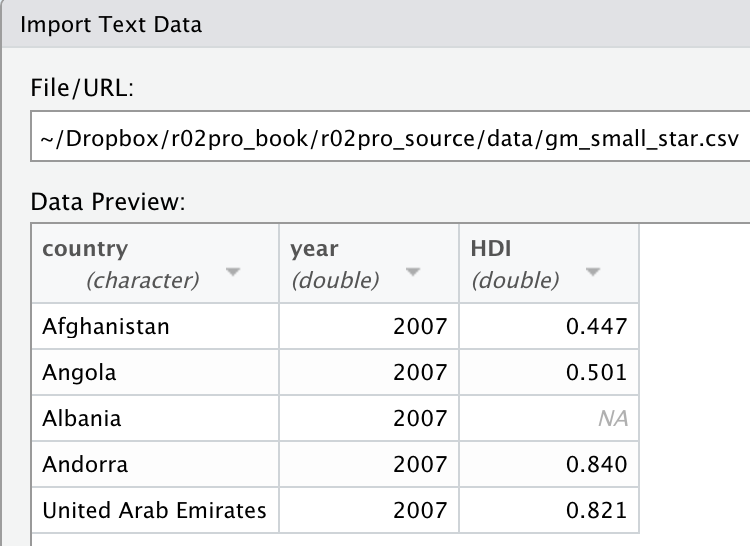 Import Text Data
File/URL:
~/Dropbox/r02pro_book/r02pro_source/data/gm_small_star.csv
Data Preview:
country year HDI
(character) (double) (double)
Afghanistan 2007 0.447
Angola 2007 0.501
Albania 2007 NA
Andorra 2007 0.840
United Arab Emirates 2007 0.821